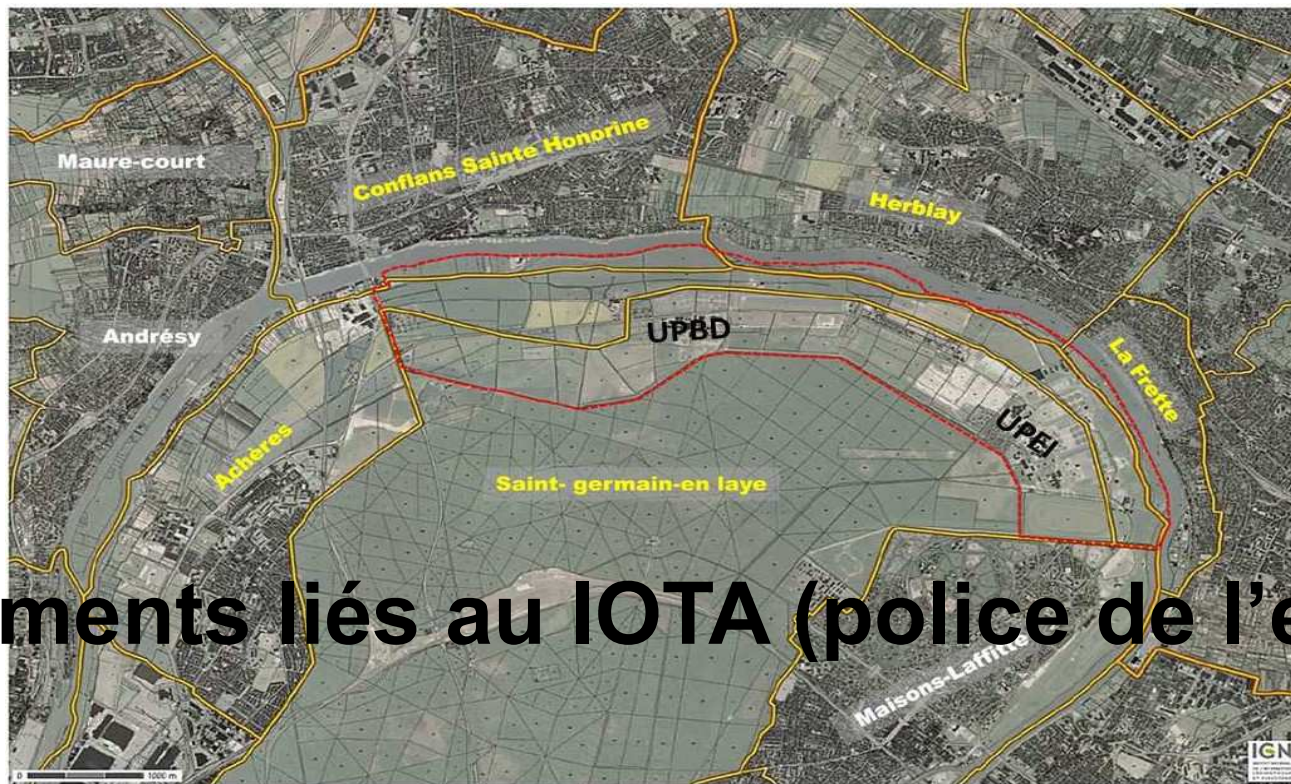 Maure-court
Conflans Sainte Honorine
Herblay
Andrésy
UPBD
La Frette
UPEI
Achères
Saint- germain-en laye
ments liés au IOTA (police de l’e
Maisons-Laffitte
0 1000 m
IGN